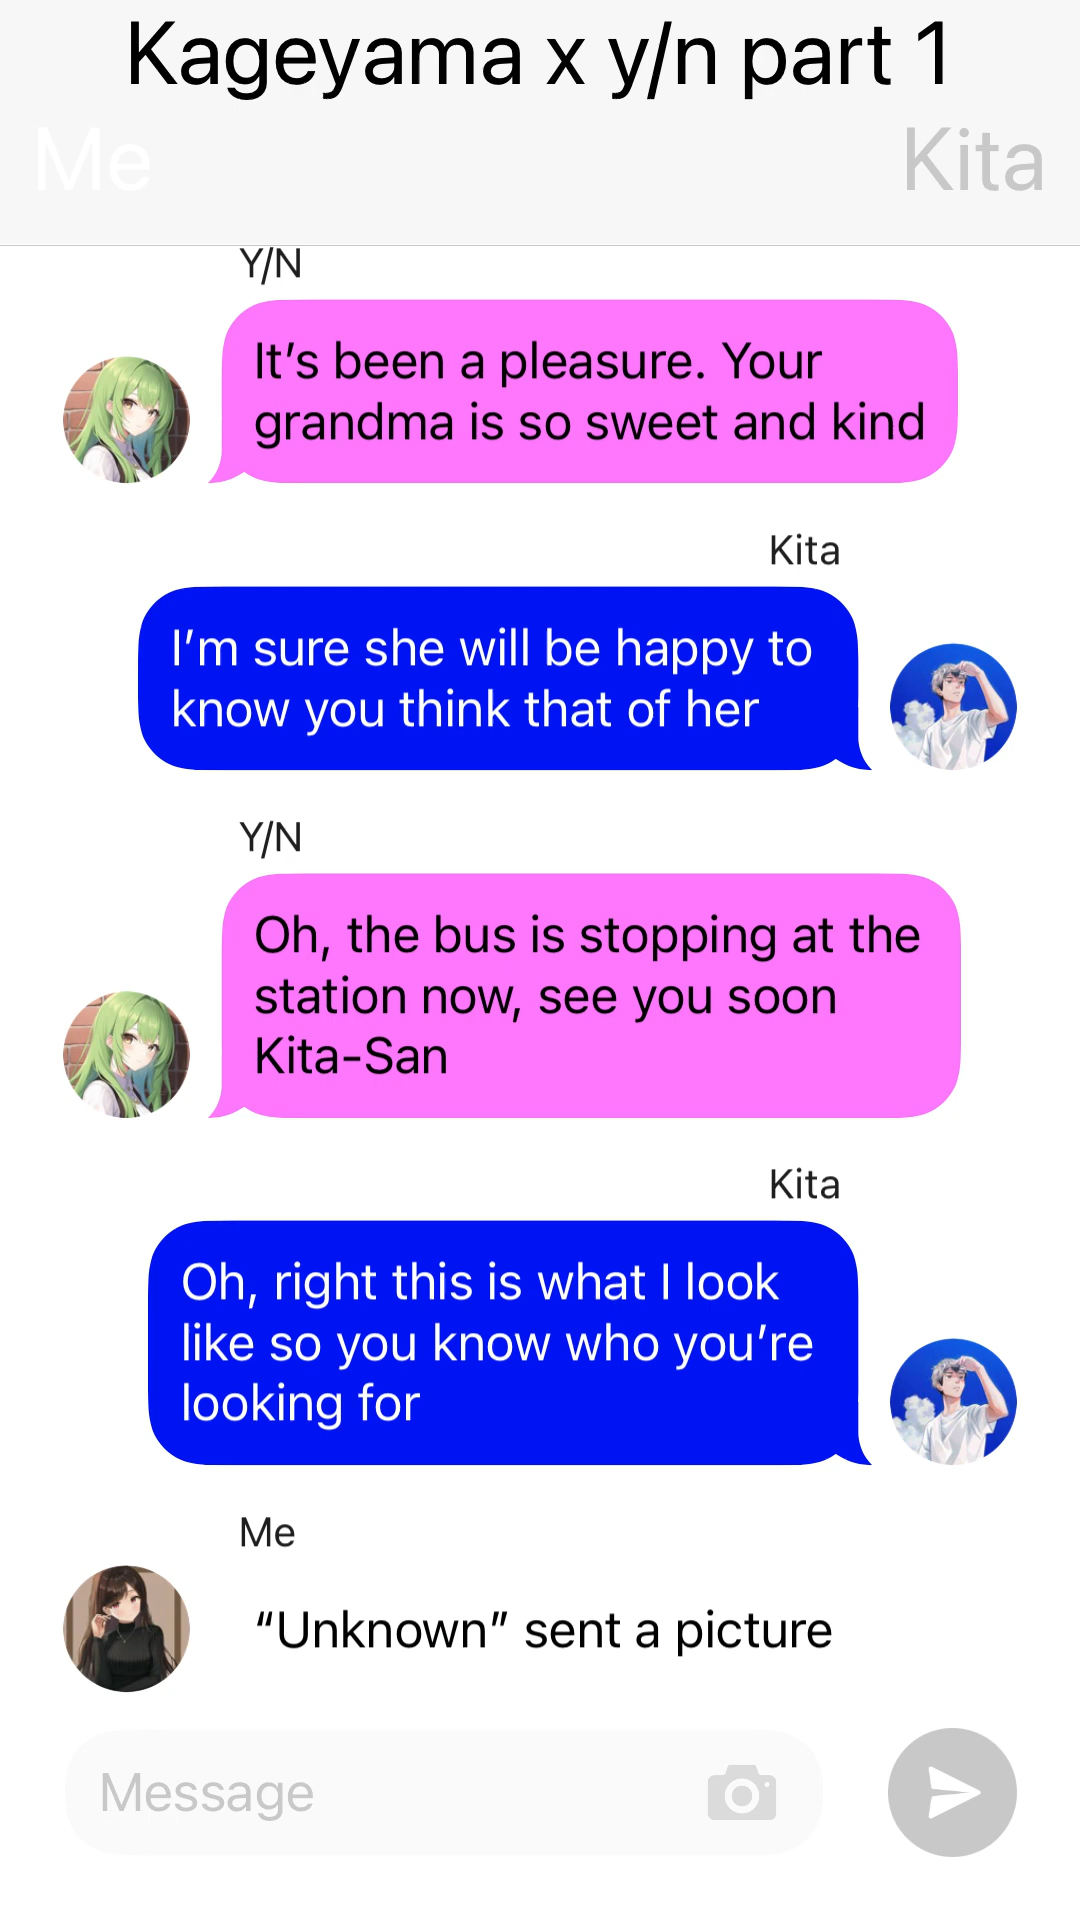 Kageyama x y/n part 1
Me
Kita
Y/N
It’s been a pleasure. Your
grandma is so sweet and kind
Kita
I’m sure she will be happy to
know you think that of her
Y/N
Oh, the bus is stopping at the
station now, see you soon
Kita-San
Kita
Oh, right this is what I look
like so you know who you’re
looking for
Me
“Unknown” sent a picture
Message